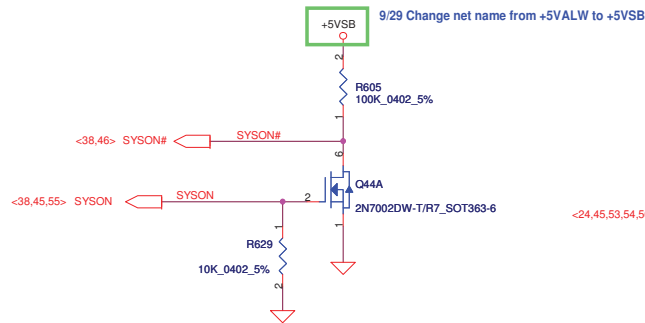 +5VSB 9/29 Change net name from +5VALW to +5VSB
2
R605
100K_0402_5%
1
<38,46> SYSON# SYSON#
6
Q44A
<38,45,55> SYSON SYSON 2
2N7002DW-T/R7_SOT363-6
<24,45,53,54,5
1 1
R629
10K_0402_5%
2